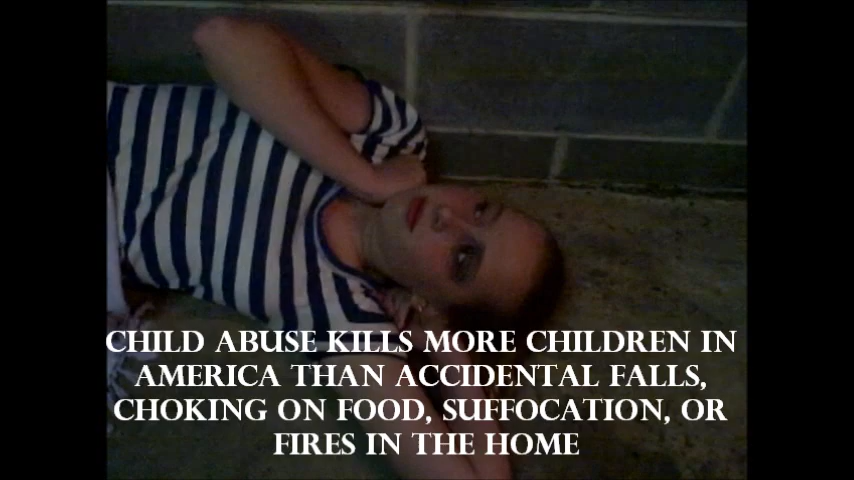 CHILD ABUSE KILLS MORE CHILDREN IN
AMERICA THAN ACCIDENTAL FALLS,
CHOKING ON FOOD, SUFFOCATION, OR
FIRES IN THE HOME